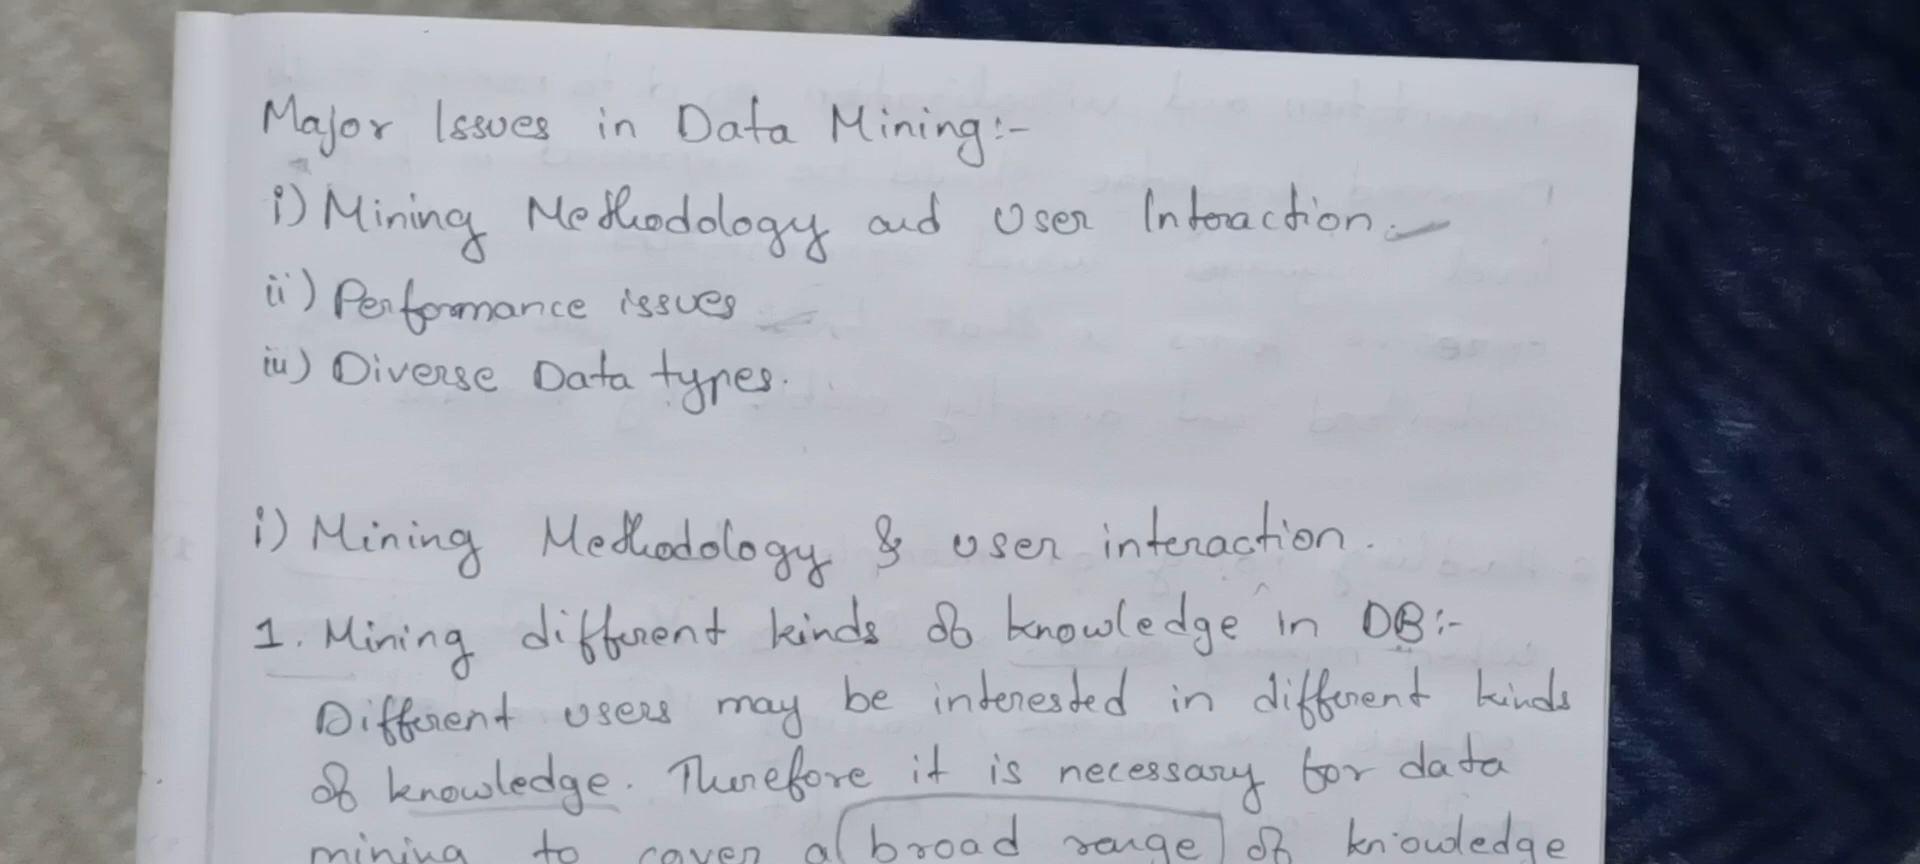 Major Issues in Data Mining:-
i) Mining Methodology and User Interaction.
ii) Performance issues
iii) Diverse Data types.
i) Mining Methodology & user interaction.
1. Mining different kinds of knowledge in DB:-
Different users may be interested in different kinds
of knowledge. Therefore it is necessary for data
mining to cover a broad range of knowledge